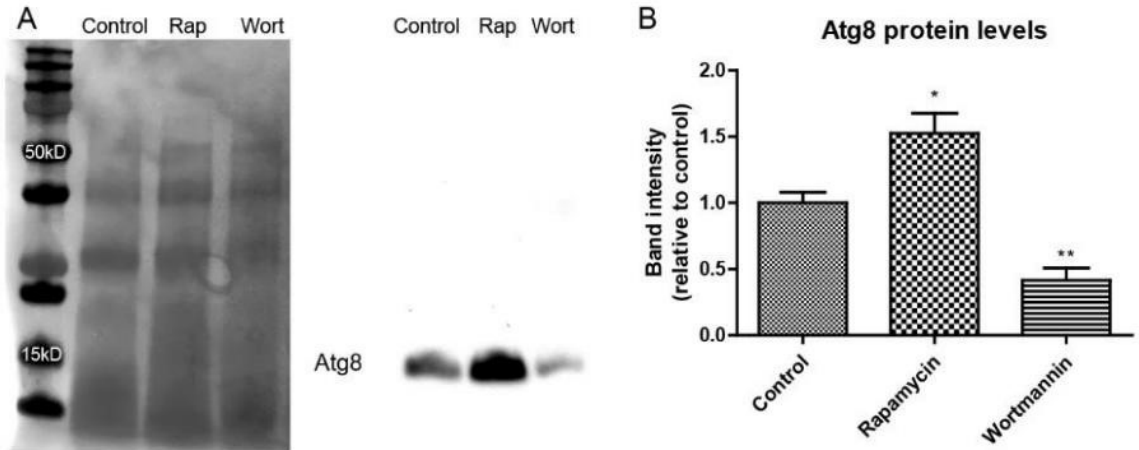 A
Control Rap Wort
50kD
15kD
Control Rap Wort
Atg8
B
Atg8 protein levels
Band intensity
(relative to control)
2.0
1.5
1.0
0.5
0.0
*
**
Control
Rapamycin
Wortmannin